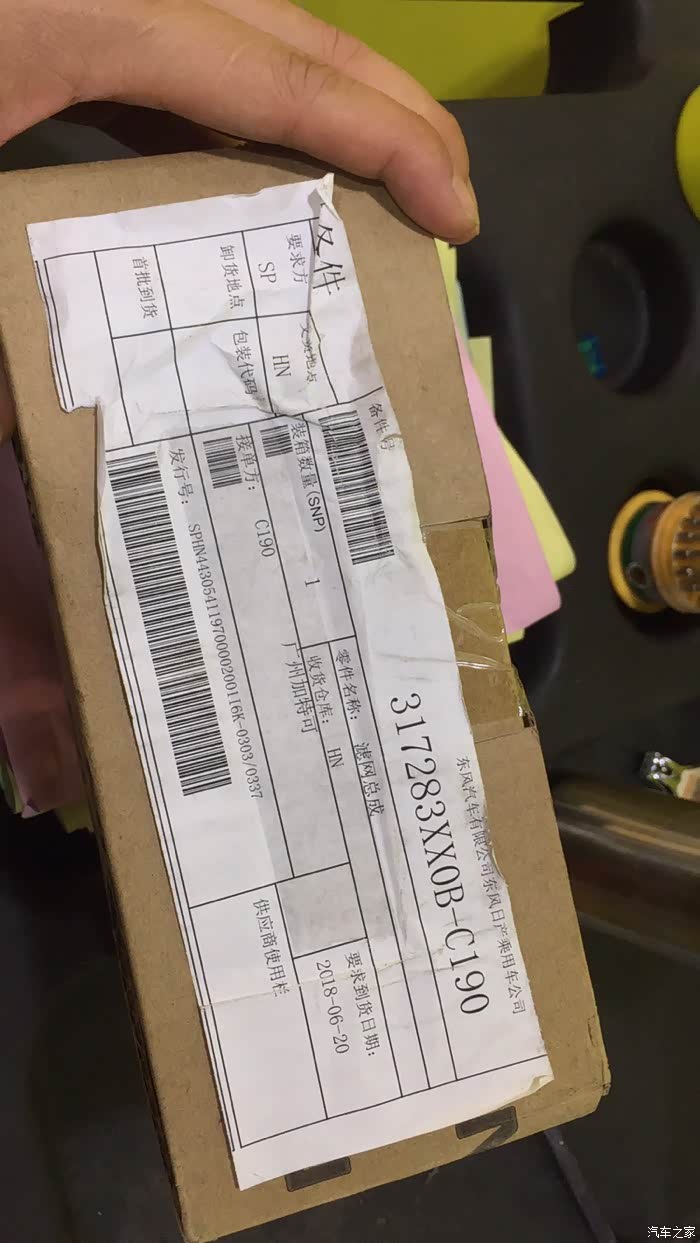 东风汽车有限公司东风日产乘用车公司
备件
317283XX0B-C190
备件号
零件名称: 滤网总成
要求到货日期:
2018-06-20
要求方
SP
HN
装箱数量(SNP)
1
收货仓库: HN
广州加特可
卸货地点
包装代码
接单方: C190
供应商使用栏
首批到货
发行号: SPHN4430541197000020011​6K-0303/0337
汽车之家